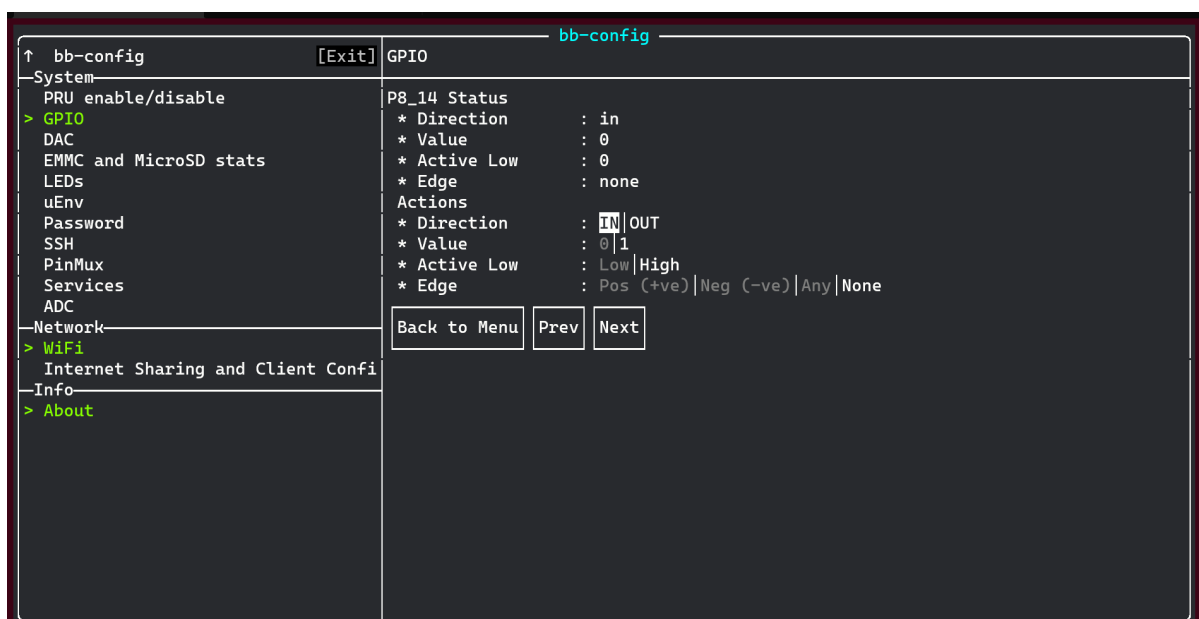 bb-config
↑ bb-config [Exit]
System
PRU enable/disable
> GPIO
DAC
EMMC and MicroSD stats
LEDs
uEnv
Password
SSH
PinMux
Services
ADC
Network
> WiFi
Internet Sharing and Client Confi
Info
> About
GPIO
P8_14 Status
* Direction : in
* Value : 0
* Active Low : 0
* Edge : none
Actions
* Direction : IN|OUT
* Value : 0|1
* Active Low : Low|High
* Edge : Pos (+ve)|Neg (-ve)|Any|None
Back to Menu Prev Next